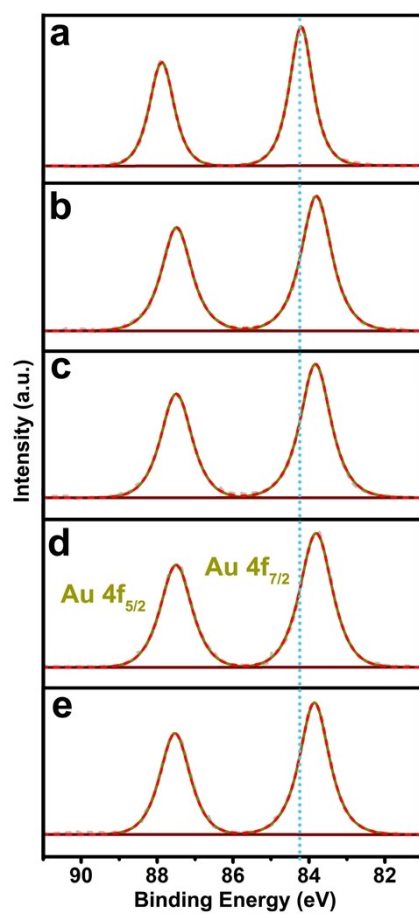 a
b
c
d
Au 4f5/2
Au 4f7/2
e
Intensity (a.u.)
90 88 86 84 82
Binding Energy (eV)